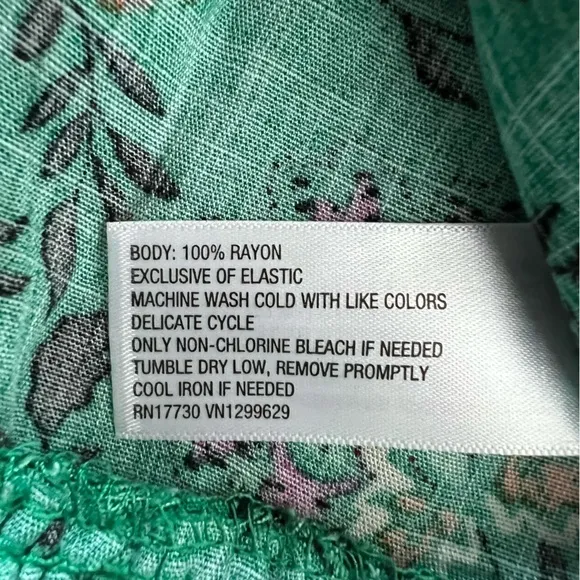 BODY: 100% RAYON
EXCLUSIVE OF ELASTIC
MACHINE WASH COLD WITH LIKE COLORS
DELICATE CYCLE
ONLY NON-CHLORINE BLEACH IF NEEDED
TUMBLE DRY LOW, REMOVE PROMPTLY
COOL IRON IF NEEDED
RN17730 VN1299629